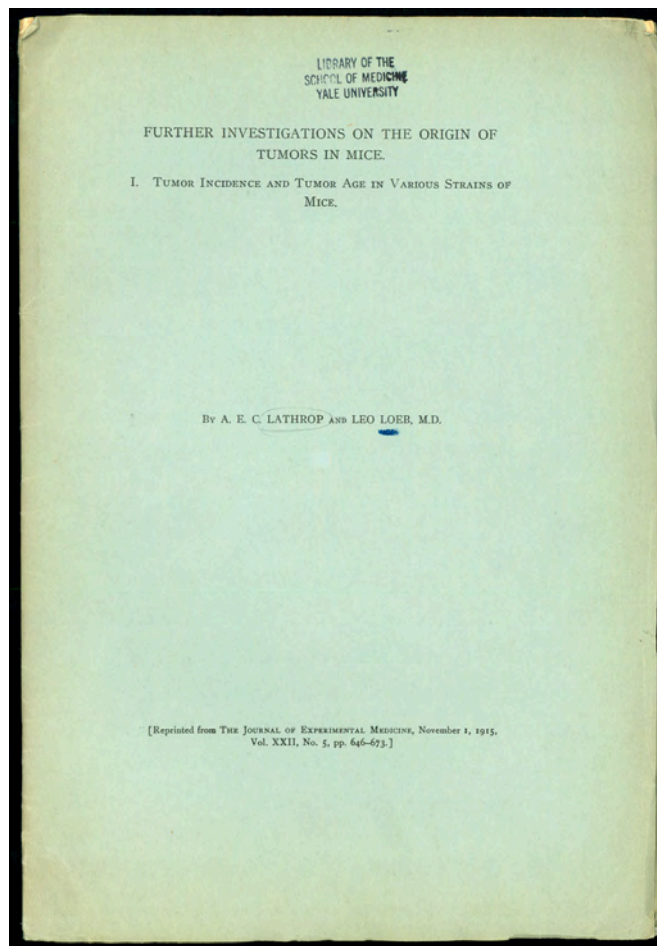 LIBRARY OF THE
SCHOOL OF MEDICINE
YALE UNIVERSITY
FURTHER INVESTIGATIONS ON THE ORIGIN OF
TUMORS IN MICE.
I. Tumor Incidence and Tumor Age in Various Strains of
Mice.
By A. E. C. LATHROP and LEO LOEB, M.D.
[Reprinted from The Journal of Experimental Medicine, November 1, 1915,
Vol. XXII, No. 5, pp. 646–673.]